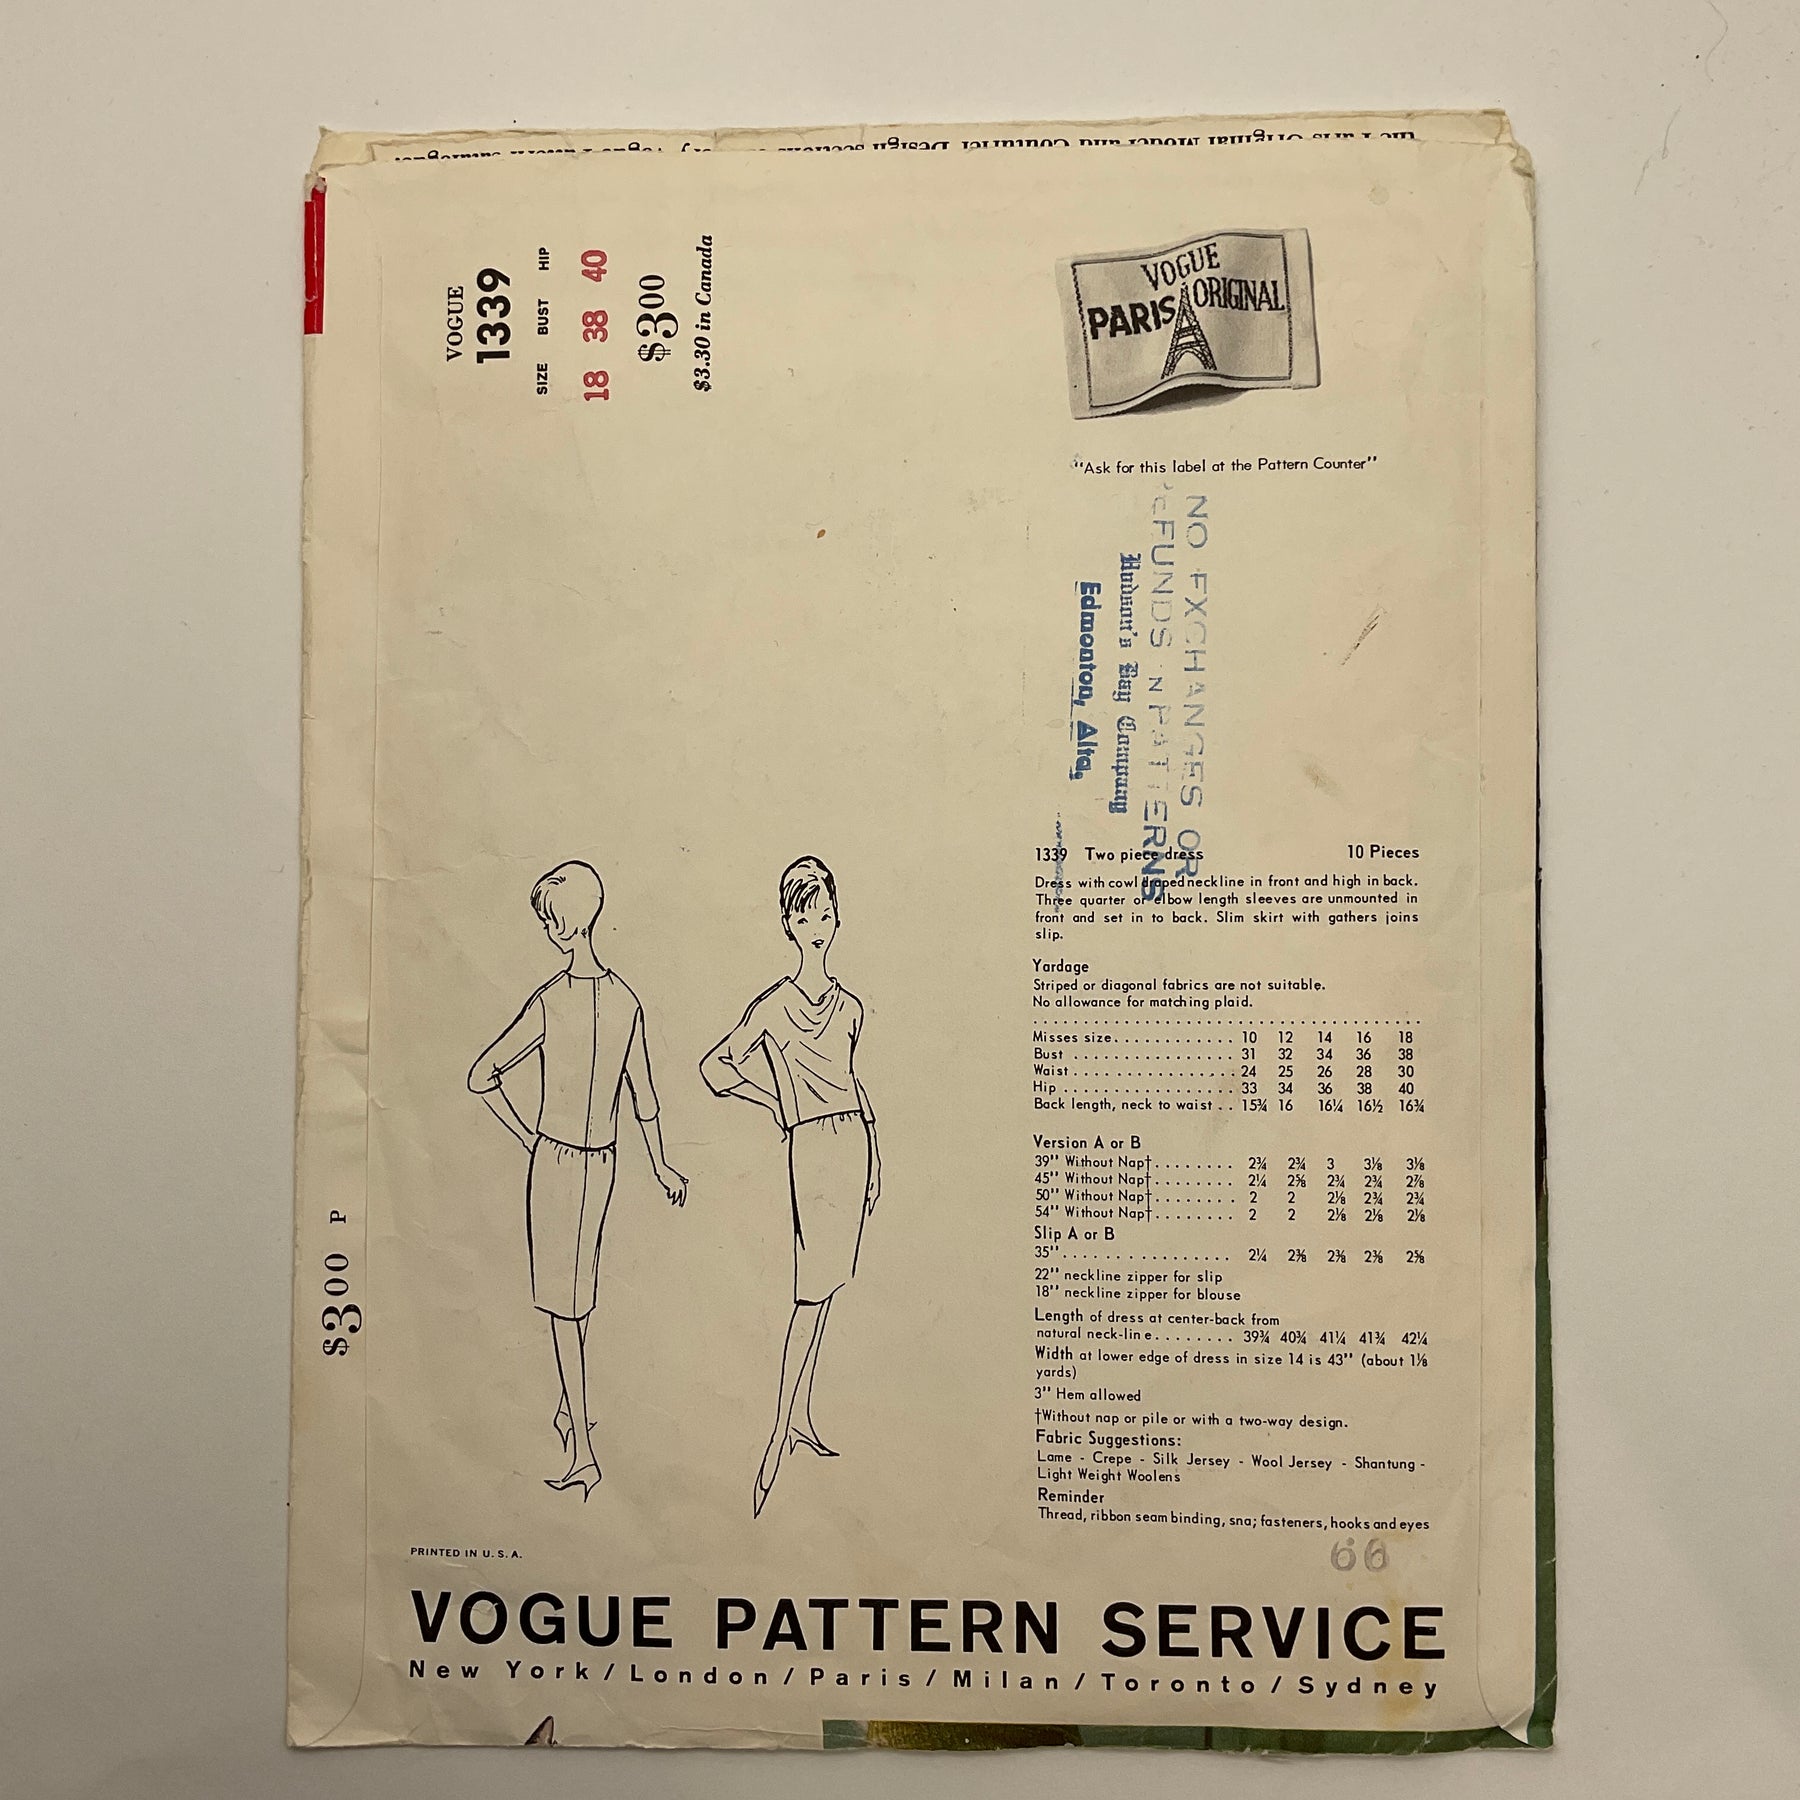 the Paris Original Model and Couturier Design sections
VOGUE
1339
SIZE BUST HIP
18 38 40
$3.00
$3.30 in Canada
VOGUE
PARIS ORIGINAL
"Ask for this label at the Pattern Counter"
NO EXCHANGES OR
REFUNDS N PATTERNS
Hudson's Bay Company
Edmonton, Alta,
1339 Two piece dress 10 Pieces
Dress with cowl draped neckline in front and high in back.
Three quarter or elbow length sleeves are unmounted in
front and set in to back. Slim skirt with gathers joins
slip.
Yardage
Striped or diagonal fabrics are not suitable.
No allowance for matching plaid.
Misses size............ 10 12 14 16 18
Bust ................ 31 32 34 36 38
Waist ................ 24 25 26 28 30
Hip ................. 33 34 36 38 40
Back length, neck to waist .. 15¾ 16 16¼ 16½ 16¾
Version A or B
39" Without Nap†........ 2¾ 2¾ 3 3⅛ 3⅛
45" Without Nap†........ 2¼ 2⅝ 2¾ 2¾ 2⅞
50" Without Nap†........ 2 2 2⅛ 2¾ 2¾
54" Without Nap†........ 2 2 2⅛ 2⅛ 2⅛
Slip A or B
35"................. 2¼ 2⅜ 2⅜ 2⅜ 2⅝
22" neckline zipper for slip
18" neckline zipper for blouse
Length of dress at center-back from
natural neck-line........ 39¾ 40¾ 41¼ 41¾ 42¼
Width at lower edge of dress in size 14 is 43" (about 1⅛
yards)
3" Hem allowed
†Without nap or pile or with a two-way design.
Fabric Suggestions:
Lame - Crepe - Silk Jersey - Wool Jersey - Shantung -
Light Weight Woolens
Reminder
Thread, ribbon seam binding, sna; fasteners, hooks and eyes
66
$3.00 P
PRINTED IN U.S.A.
VOGUE PATTERN SERVICE
New York/London/Paris/Milan/Toronto/Sydney